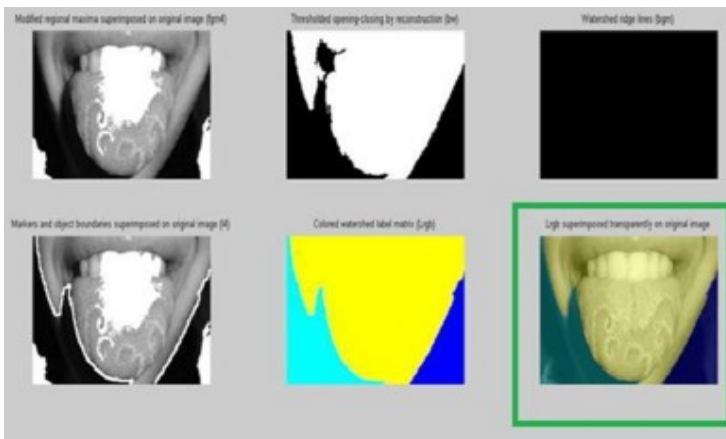 Modified regional maxima superimposed on original image (fgm4)
Thresholded opening-closing by reconstruction (bw)
Watershed ridge lines (bgm)
Markers and object boundaries superimposed on original image (I4)
Colored watershed label matrix (Lrgb)
Lrgb superimposed transparently on original image